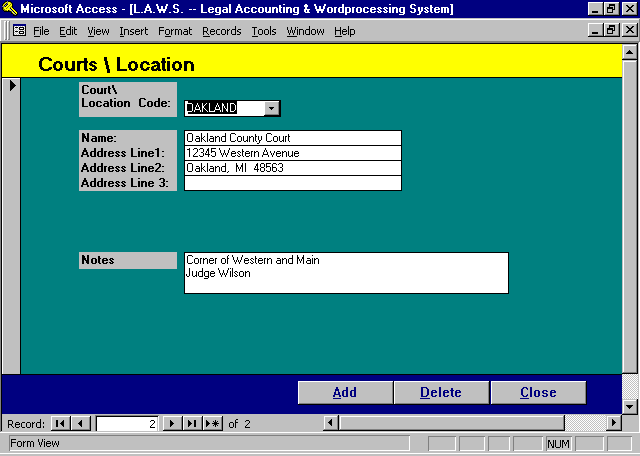 Microsoft Access - [L.A.W.S. -- Legal Accounting & Wordprocessing System]
File Edit View Insert Format Records Tools Window Help
Courts \ Location
Court\
Location Code: OAKLAND
Name: Oakland County Court
Address Line1: 12345 Western Avenue
Address Line2: Oakland, MI 48563
Address Line 3:
Notes Corner of Western and Main
Judge Wilson
Add Delete Close
Record: 2 of 2
Form View NUM